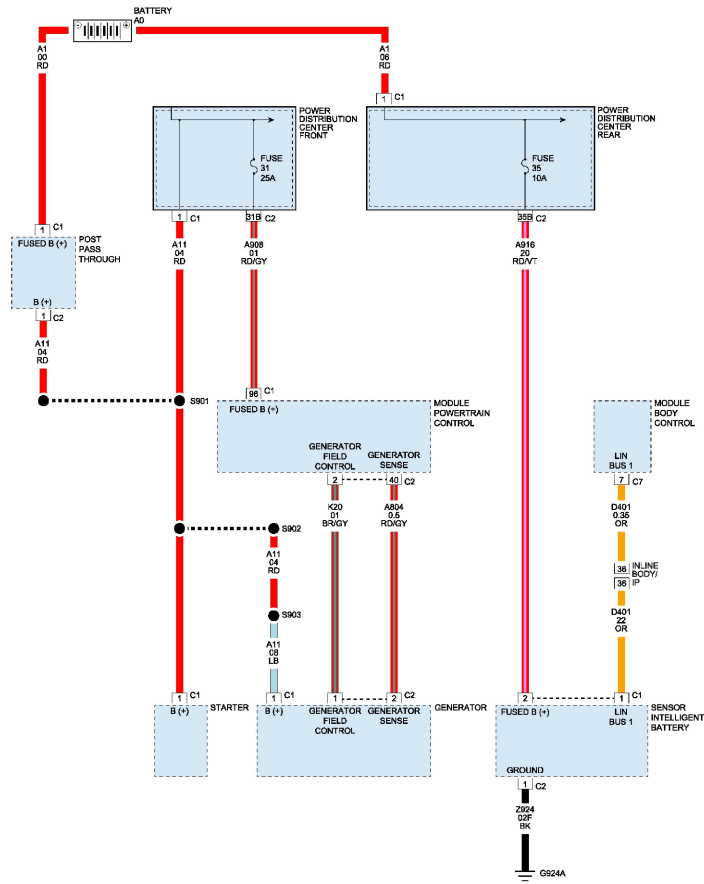 BATTERY
A0
A1
00
RD
A1
06
RD
1 C1
POWER
DISTRIBUTION
CENTER
FRONT
FUSE
31
25A
POWER
DISTRIBUTION
CENTER
REAR
FUSE
35
10A
1 C1
31B C2
35B C2
1 C1
FUSED B (+)
POST
PASS
THROUGH
B (+)
1 C2
A11
04
RD
A908
01
RD/GY
A916
20
RD/VT
A11
04
RD
S901
96 C1
FUSED B (+)
MODULE
POWERTRAIN
CONTROL
GENERATOR
FIELD
CONTROL
GENERATOR
SENSE
2
40 C2
MODULE
BODY
CONTROL
LIN
BUS 1
7 C7
K20
01
BR/GY
A804
0.5
RD/GY
D401
0.35
OR
S902
A11
04
RD
36
36
INLINE
BODY/
IP
S903
A11
08
LB
D401
22
OR
1 C1
B (+)
STARTER
1 C1
B (+)
1
GENERATOR
FIELD
CONTROL
2 C2
GENERATOR
SENSE
GENERATOR
2
FUSED B (+)
1 C1
LIN
BUS 1
SENSOR
INTELLIGENT
BATTERY
GROUND
1 C2
Z924
02F
BK
G924A